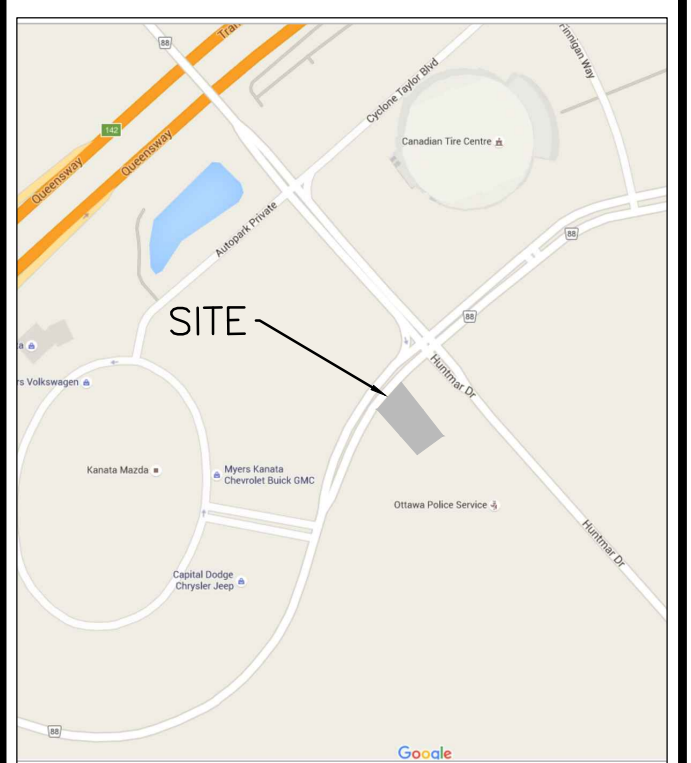 88
Tran
Finnigan Way
Cyclone Taylor Blvd
Canadian Tire Centre
142
Queensway
Queensway
Autopark Private
88
88
SITE
Huntmar Dr
a
rs Volkswagen
Kanata Mazda
Myers Kanata
Chevrolet Buick GMC
Ottawa Police Service
Huntmar Dr
Capital Dodge
Chrysler Jeep
88
Google